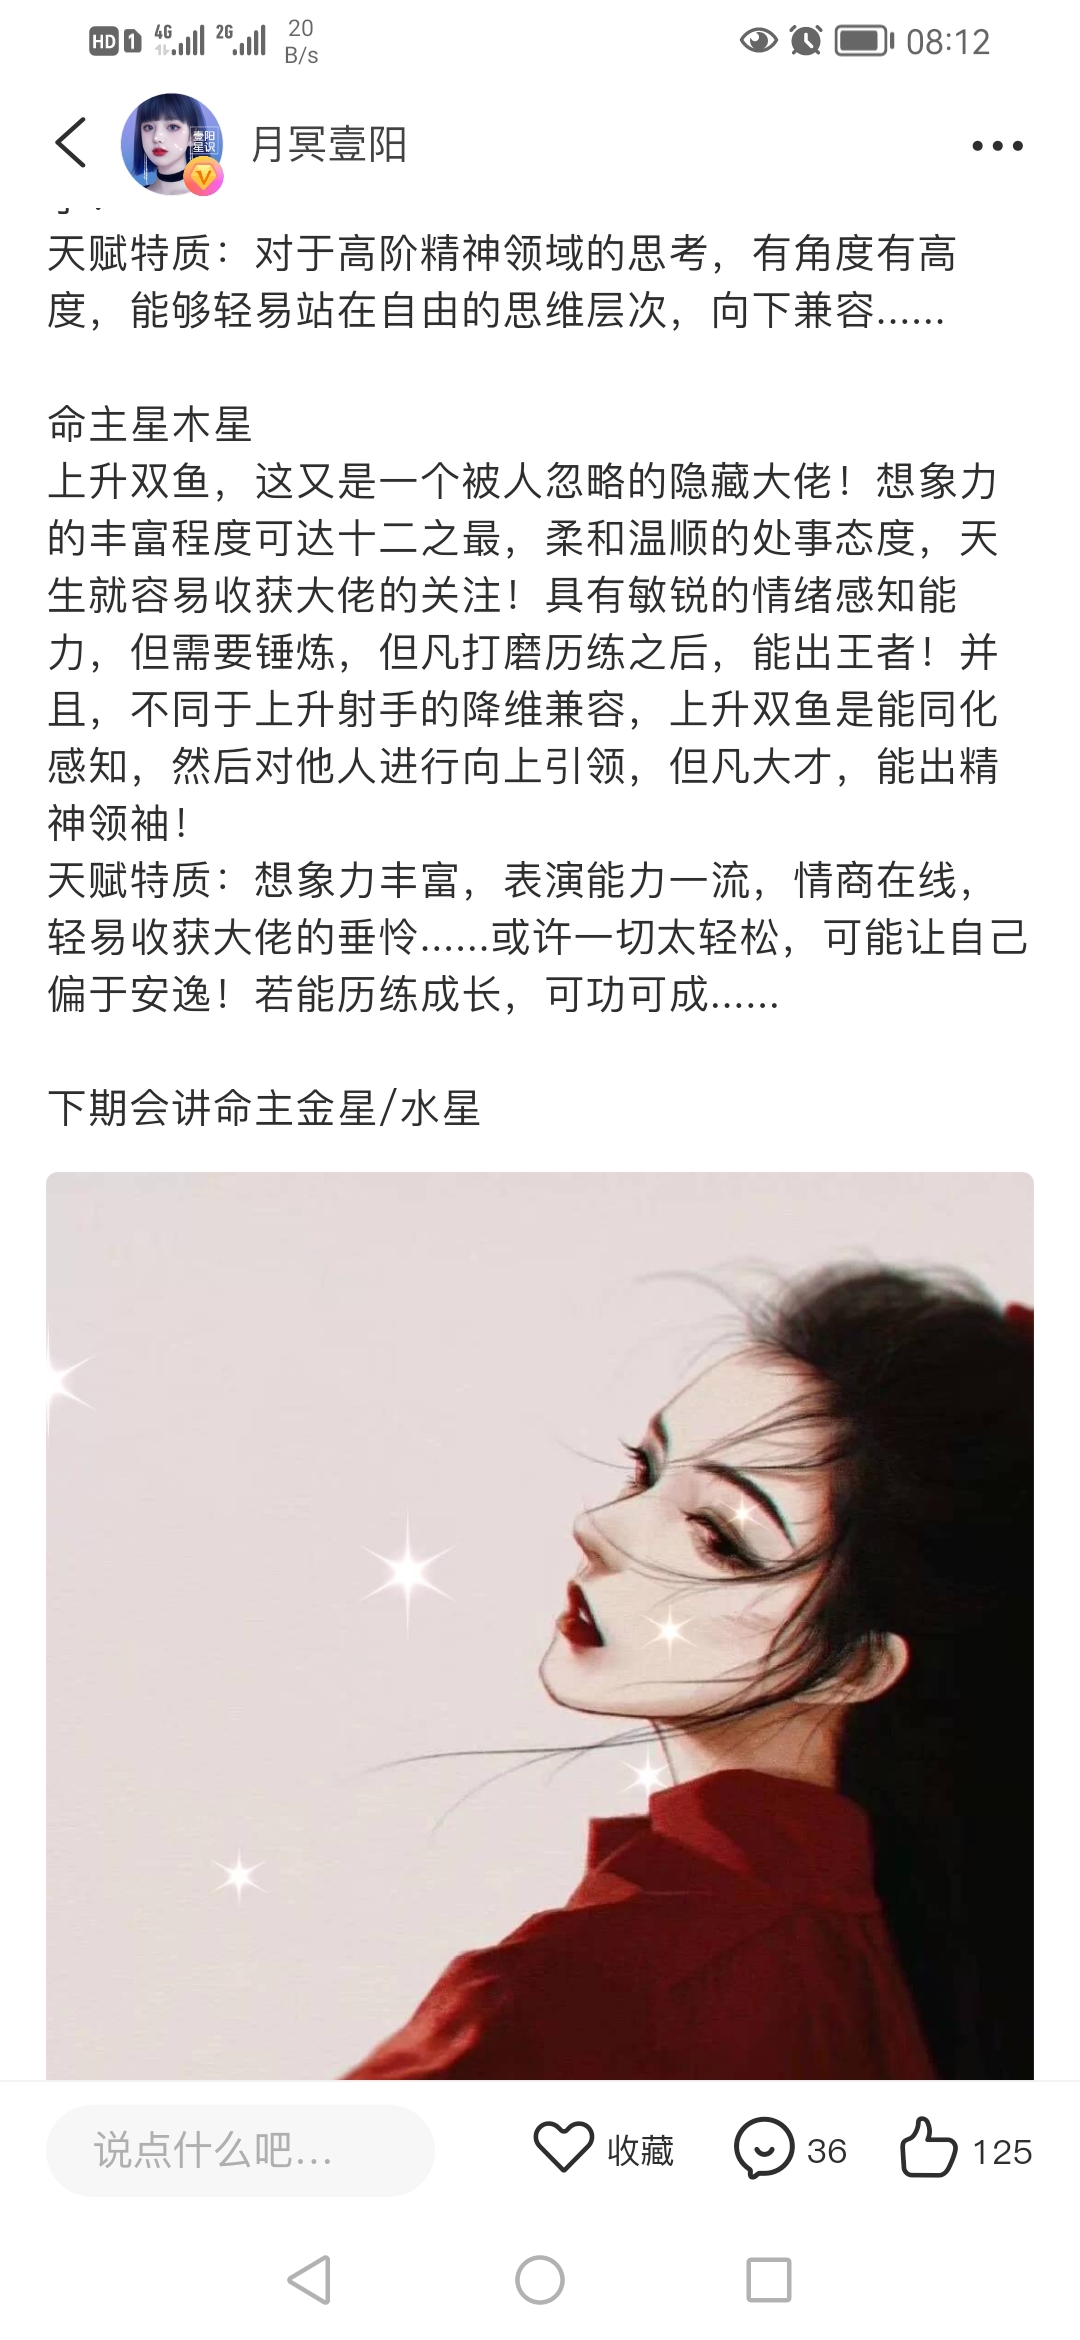 HD 1 4G 2G 20 B/s 08:12
壹阳
星识
月冥壹阳
天赋特质：对于高阶精神领域的思考，有角度有高
度，能够轻易站在自由的思维层次，向下兼容......
命主星木星
上升双鱼，这又是一个被人忽略的隐藏大佬！想象力
的丰富程度可达十二之最，柔和温顺的处事态度，天
生就容易收获大佬的关注！具有敏锐的情绪感知能
力，但需要锤炼，但凡打磨历练之后，能出王者！并
且，不同于上升射手的降维兼容，上升双鱼是能同化
感知，然后对他人进行向上引领，但凡大才，能出精
神领袖！
天赋特质：想象力丰富，表演能力一流，情商在线，
轻易收获大佬的垂怜......或许一切太轻松，可能让自己
偏于安逸！若能历练成长，可功可成......
下期会讲命主金星/水星
说点什么吧... 收藏 36 125